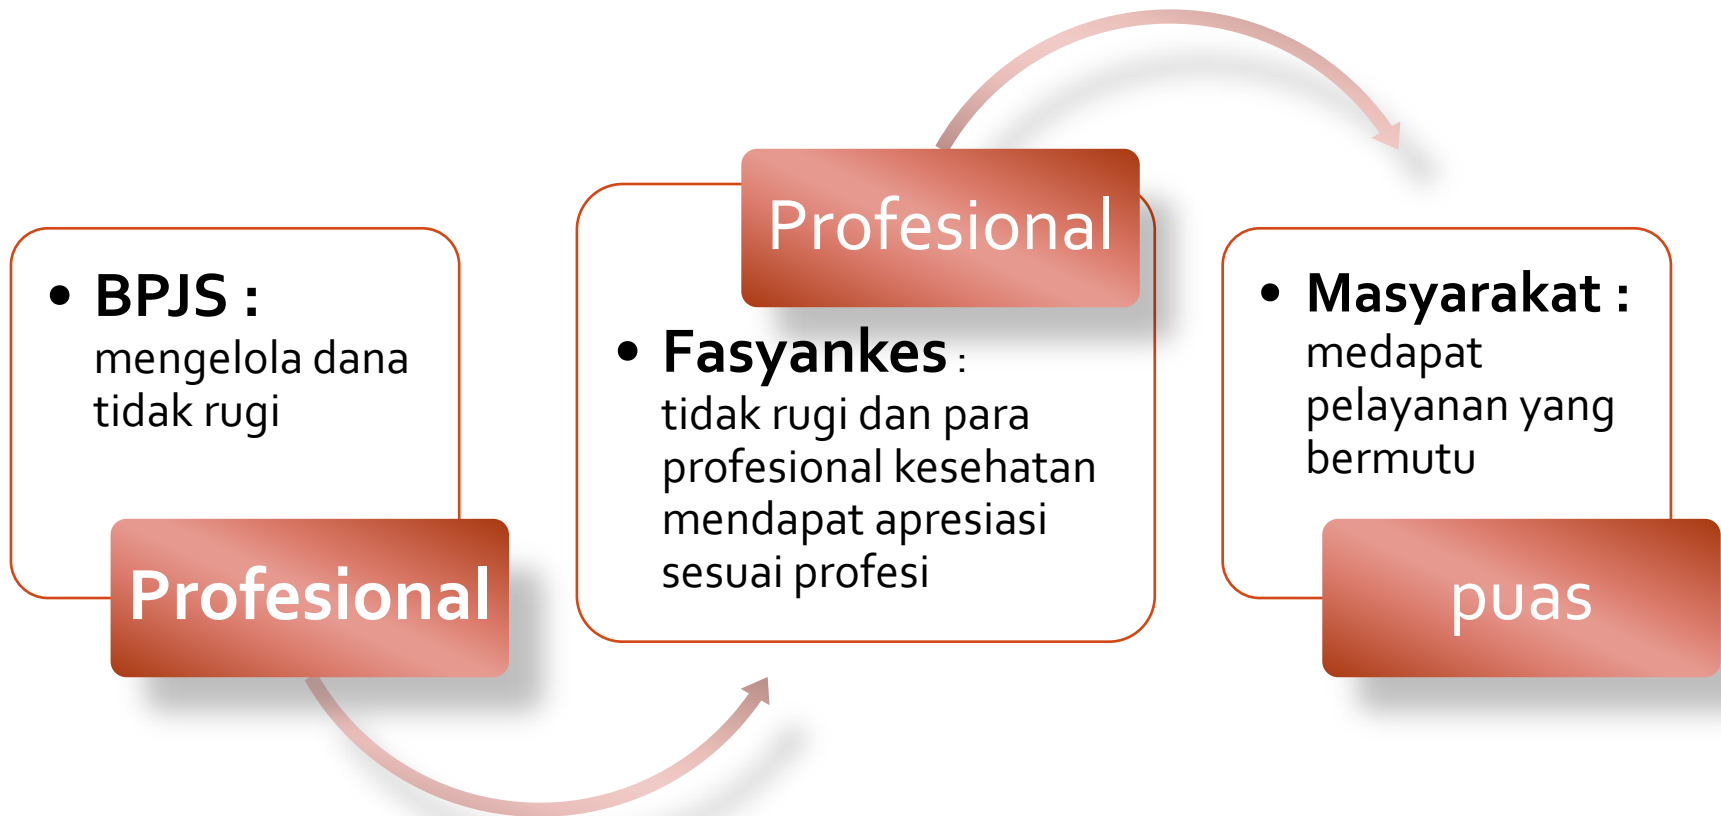 • BPJS :
mengelola dana
tidak rugi
Profesional
Profesional
• Fasyankes :
tidak rugi dan para
profesional kesehatan
mendapat apresiasi
sesuai profesi
• Masyarakat :
medapat
pelayanan yang
bermutu
puas